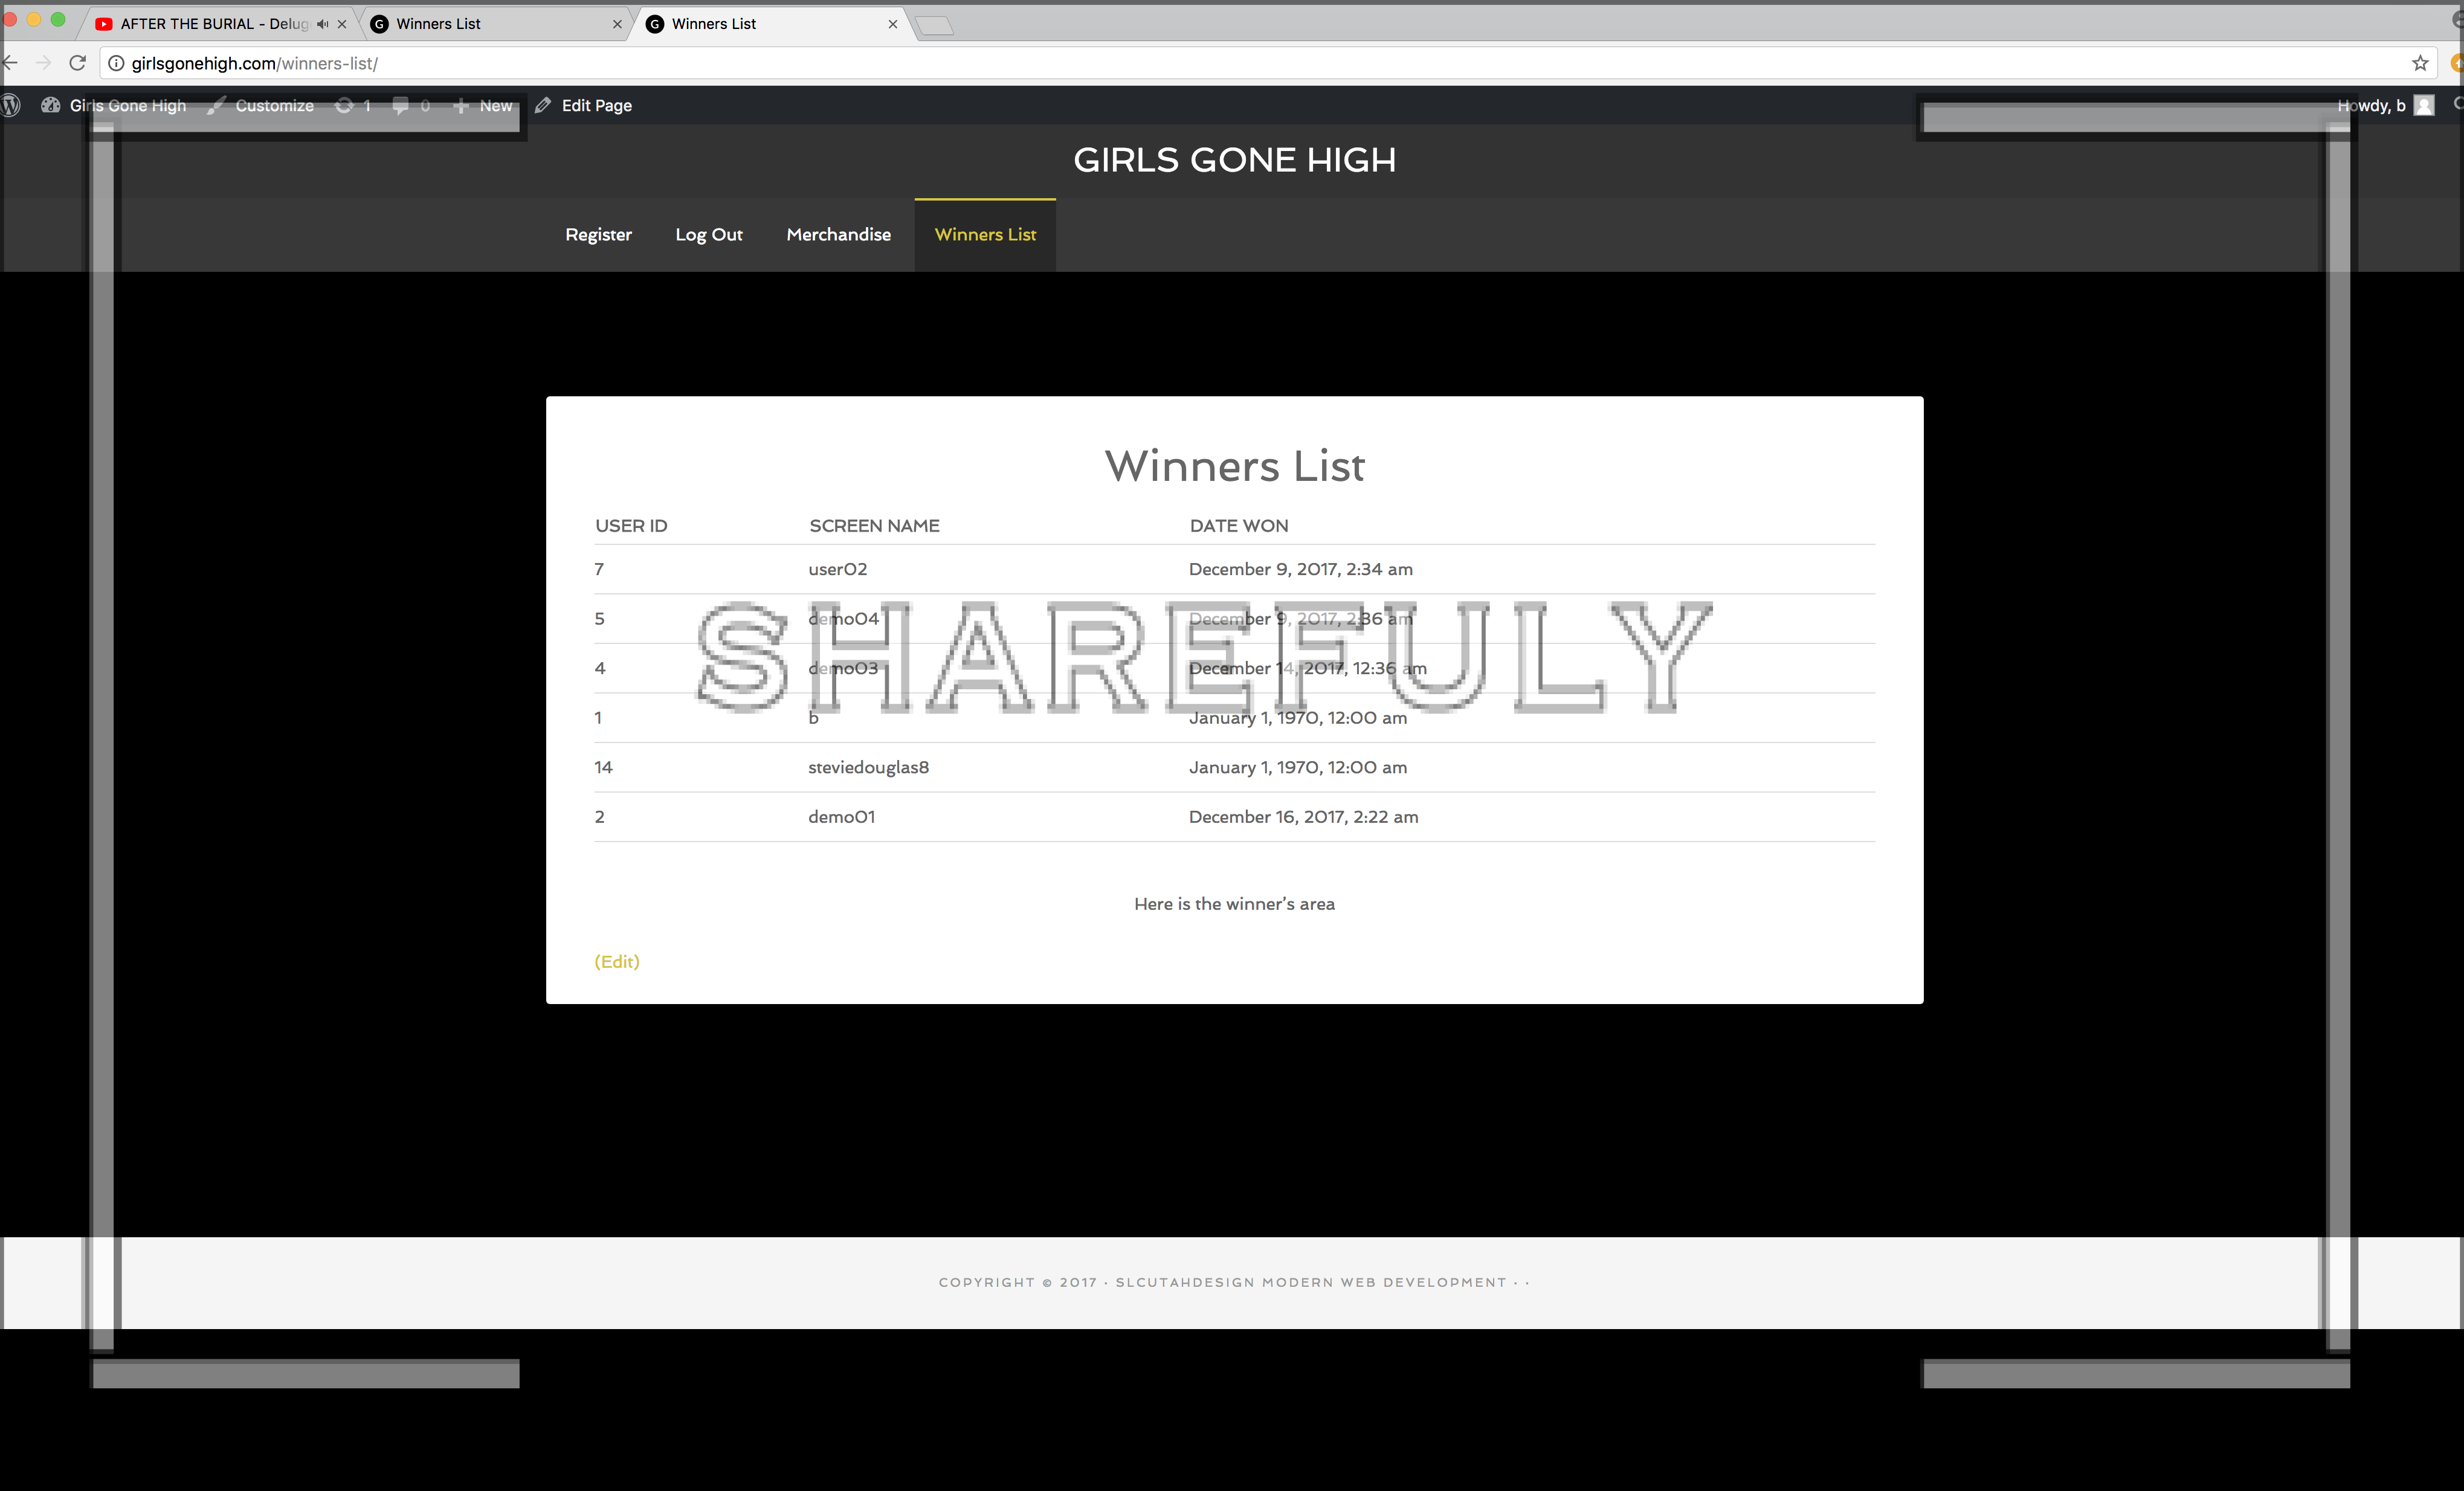 AFTER THE BURIAL - Delug
Winners List
Winners List
girlsgonehigh.com/winners-list/
Girls Gone High Customize 1 0 New Edit Page Howdy, b
GIRLS GONE HIGH
Register Log Out Merchandise Winners List
Winners List
USER ID SCREEN NAME DATE WON
7 user02 December 9, 2017, 2:34 am
5 demo04 December 9, 2017, 2:36 am
SHAREFULY
4 demo03 December 14, 2017, 12:36 am
1 b January 1, 1970, 12:00 am
14 steviedouglas8 January 1, 1970, 12:00 am
2 demo01 December 16, 2017, 2:22 am
Here is the winner’s area
(Edit)
COPYRIGHT © 2017 · SLCUTAHDESIGN MODERN WEB DEVELOPMENT · ·